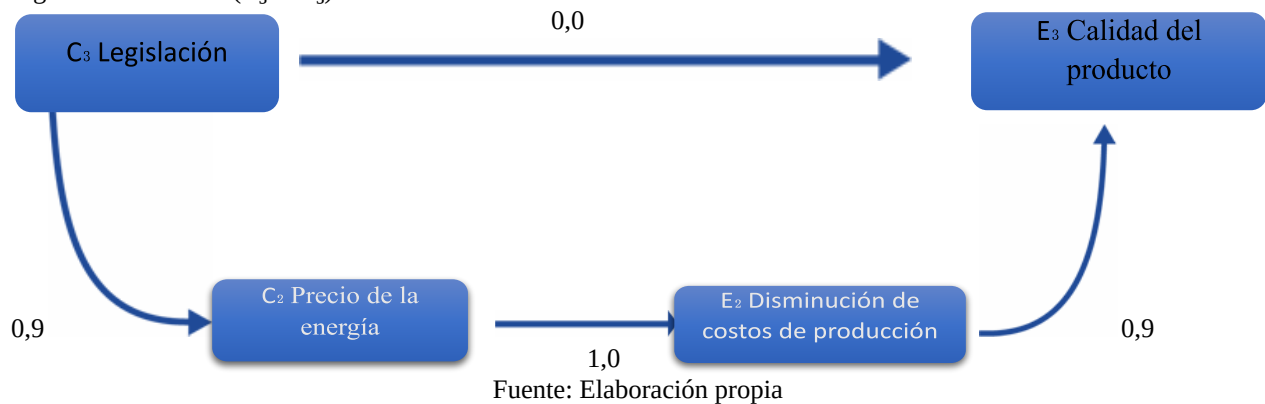 0,0
C₃ Legislación
E₃ Calidad del
producto
C₂ Precio de la
energía
E₂ Disminución de
costos de producción
0,9
1,0
0,9
Fuente: Elaboración propia